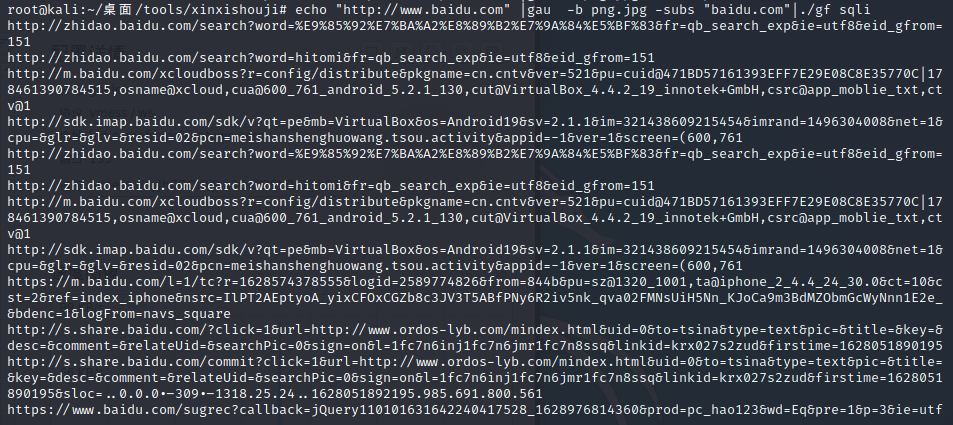 root@kali:~/桌面/tools/xinxishouji# echo "http://www.baidu.com" |gau  -b png.jpg -subs "baidu.com"|./gf sqli
http://zhidao.baidu.com/search?word=%E9%85%92%E7%BA%A2%E8%89%B2%E7%9A%84%E5%BF%83&fr=qb_search_exp&ie=utf8&eid_gfrom=
151
http://zhidao.baidu.com/search?word=hitomi&fr=qb_search_exp&ie=utf8&eid_gfrom=151
http://m.baidu.com/xcloudboss?r=config/distribute&pkgname=cn.cntv&ver=521&pu=cuid@471BD57161393EFF7E29E08C8E35770C|17
8461390784515,osname@xcloud,cua@600_761_android_5.2.1_130,cut@VirtualBox_4.4.2_19_innotek+GmbH,csrc@app_moblie_txt,ct
v@1
http://sdk.imap.baidu.com/sdk/v?qt=pe&mb=VirtualBox&os=Android19&sv=2.1.1&im=321438609215454&imrand=1496304008&net=1&
cpu=&glr=&glv=&resid=02&pcn=meishanshenghuowang.tsou.activity&appid=-1&ver=1&screen=(600,761
http://zhidao.baidu.com/search?word=%E9%85%92%E7%BA%A2%E8%89%B2%E7%9A%84%E5%BF%83&fr=qb_search_exp&ie=utf8&eid_gfrom=
151
http://zhidao.baidu.com/search?word=hitomi&fr=qb_search_exp&ie=utf8&eid_gfrom=151
http://m.baidu.com/xcloudboss?r=config/distribute&pkgname=cn.cntv&ver=521&pu=cuid@471BD57161393EFF7E29E08C8E35770C|17
8461390784515,osname@xcloud,cua@600_761_android_5.2.1_130,cut@VirtualBox_4.4.2_19_innotek+GmbH,csrc@app_moblie_txt,ct
v@1
http://sdk.imap.baidu.com/sdk/v?qt=pe&mb=VirtualBox&os=Android19&sv=2.1.1&im=321438609215454&imrand=1496304008&net=1&
cpu=&glr=&glv=&resid=02&pcn=meishanshenghuowang.tsou.activity&appid=-1&ver=1&screen=(600,761
https://m.baidu.com/l=1/tc?r=1628574378555&logid=2589774826&from=844b&pu=sz@1320_1001,ta@iphone_2_4.4_24_30.0&ct=10&c
st=2&ref=index_iphone&nsrc=IlPT2AEptyoA_yixCFOxCGZb8c3JV3T5ABfPNy6R2iv5nk_qva02FMNsUiH5Nn_KJoCa9m3BdMZObmGcWyNnn1E2e_
&bdenc=1&logFrom=navs_square
http://s.share.baidu.com/?click=1&url=http://www.ordos-lyb.com/mindex.html&uid=0&to=tsina&type=text&pic=&title=&key=&
desc=&comment=&relateUid=&searchPic=0&sign=on&l=1fc7n6inj1fc7n6jmr1fc7n8ssq&linkid=krx027s2zud&firstime=1628051890195
http://s.share.baidu.com/commit?click=1&url=http://www.ordos-lyb.com/mindex.html&uid=0&to=tsina&type=text&pic=&title=
&key=&desc=&comment=&relateUid=&searchPic=0&sign=on&l=1fc7n6inj1fc7n6jmr1fc7n8ssq&linkid=krx027s2zud&firstime=1628051
890195&sloc=..0.0.0•-309•-1318.25.24..1628051892195.985.691.800.561
https://www.baidu.com/sugrec?callback=jQuery110101631642240417528_1628976814360&prod=pc_hao123&wd=Eq&pre=1&p=3&ie=utf